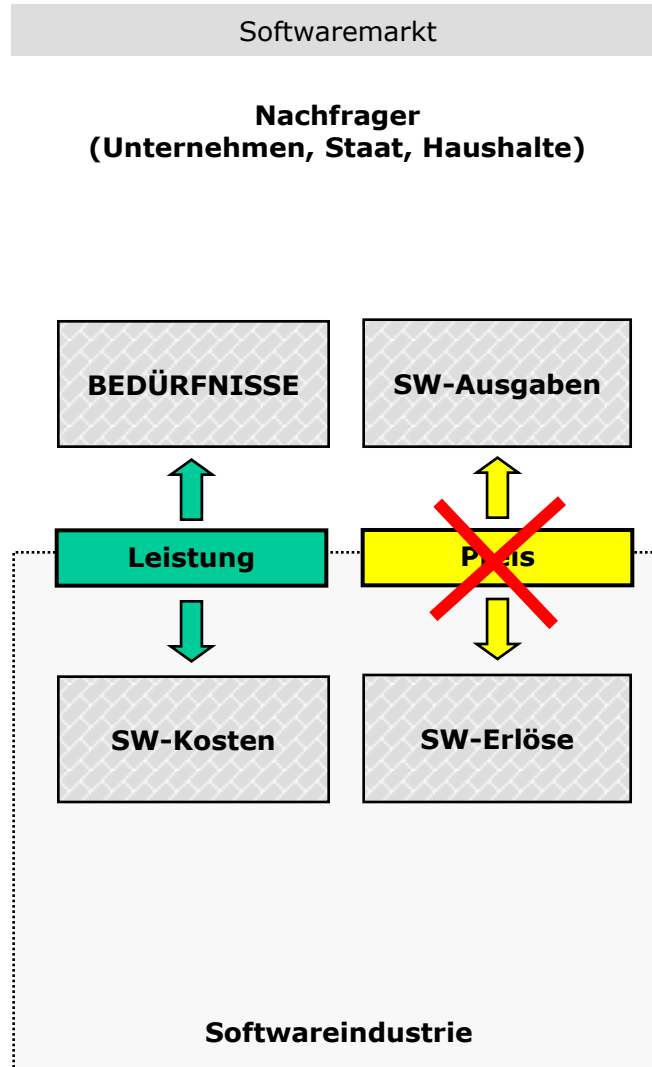 Softwaremarkt
Nachfrager
(Unternehmen, Staat, Haushalte)
BEDÜRFNISSE
SW-Ausgaben
Leistung
Preis
SW-Kosten
SW-Erlöse
Softwareindustrie